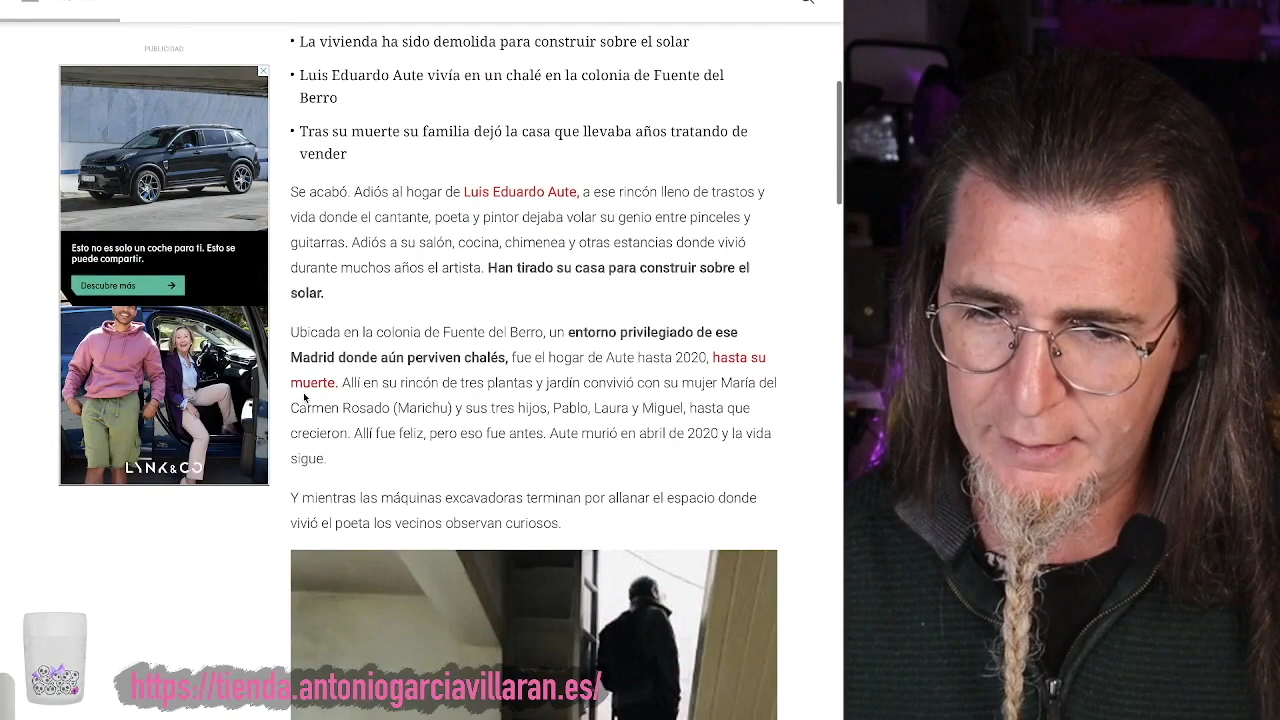 PUBLICIDAD
• La vivienda ha sido demolida para construir sobre el solar
• Luis Eduardo Aute vivía en un chalé en la colonia de Fuente del
Berro
• Tras su muerte su familia dejó la casa que llevaba años tratando de
vender
Se acabó. Adiós al hogar de Luis Eduardo Aute, a ese rincón lleno de trastos y
vida donde el cantante, poeta y pintor dejaba volar su genio entre pinceles y
guitarras. Adiós a su salón, cocina, chimenea y otras estancias donde vivió
durante muchos años el artista. Han tirado su casa para construir sobre el
solar.
Ubicada en la colonia de Fuente del Berro, un entorno privilegiado de ese
Madrid donde aún perviven chalés, fue el hogar de Aute hasta 2020, hasta su
muerte. Allí en su rincón de tres plantas y jardín convivió con su mujer María del
Carmen Rosado (Marichu) y sus tres hijos, Pablo, Laura y Miguel, hasta que
crecieron. Allí fue feliz, pero eso fue antes. Aute murió en abril de 2020 y la vida
sigue.
Y mientras las máquinas excavadoras terminan por allanar el espacio donde
vivió el poeta los vecinos observan curiosos.
Esto no es solo un coche para ti. Esto se
puede compartir.
Descubre más →
LYNK&CO
https://tienda.antoniogarciavillaran.es/